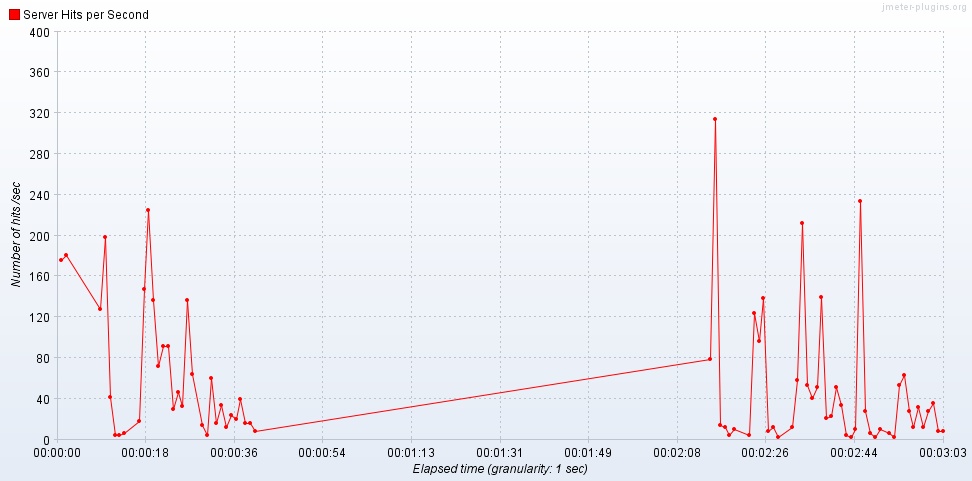 jmeter-plugins.org
Server Hits per Second
400
360
320
280
240
200
160
120
80
40
0
Number of hits /sec
00:00:00 00:00:18 00:00:36 00:00:54 00:01:13 00:01:31 00:01:49 00:02:08 00:02:26 00:02:44 00:03:03
Elapsed time (granularity: 1 sec)